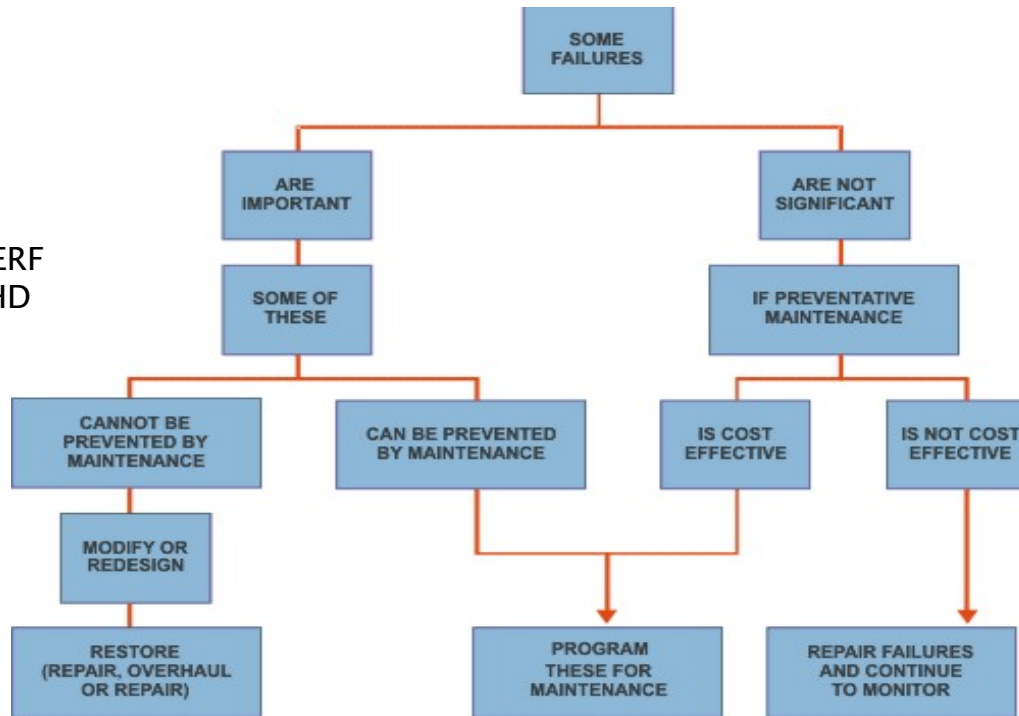 SOME
FAILURES
ARE
IMPORTANT
ARE NOT
SIGNIFICANT
ERF
HD
SOME OF
THESE
IF PREVENTATIVE
MAINTENANCE
CANNOT BE
PREVENTED BY
MAINTENANCE
CAN BE PREVENTED
BY MAINTENANCE
IS COST
EFFECTIVE
IS NOT COST
EFFECTIVE
MODIFY OR
REDESIGN
RESTORE
(REPAIR, OVERHAUL
OR REPAIR)
PROGRAM
THESE FOR
MAINTENANCE
REPAIR FAILURES
AND CONTINUE
TO MONITOR